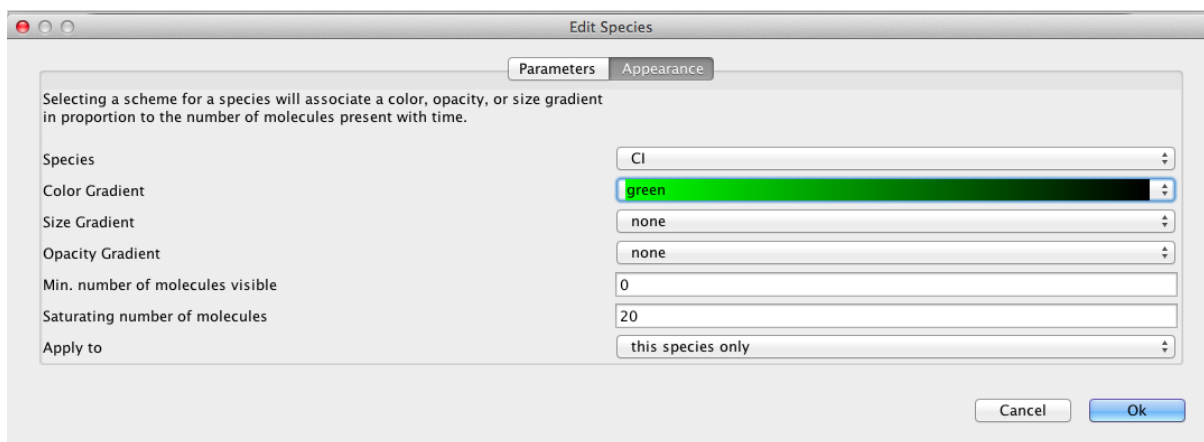 Edit Species
Parameters Appearance
Selecting a scheme for a species will associate a color, opacity, or size gradient
in proportion to the number of molecules present with time.
Species CI
Color Gradient green
Size Gradient none
Opacity Gradient none
Min. number of molecules visible 0
Saturating number of molecules 20
Apply to this species only
Cancel Ok